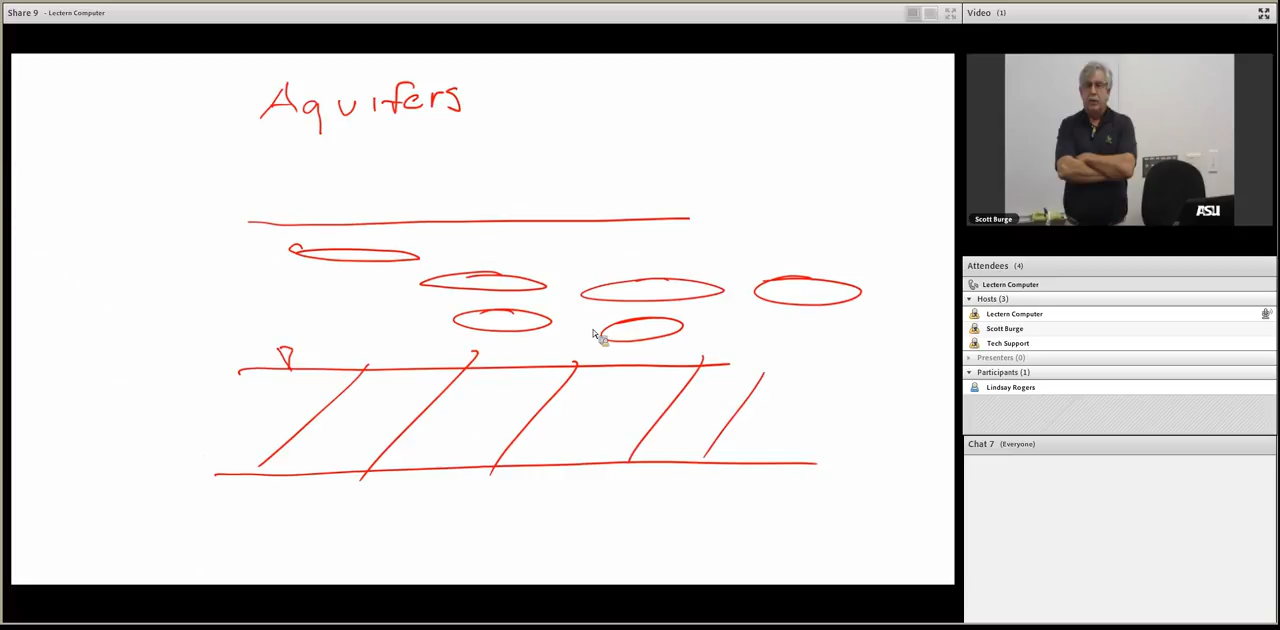 Share 9 - Lectern Computer
Video (1)
Aquifers
ASU
Scott Burge
Attendees (4)
Lectern Computer
Hosts (3)
Lectern Computer
Scott Burge
Tech Support
Presenters (0)
Participants (1)
Lindsay Rogers
Chat 7 (Everyone)